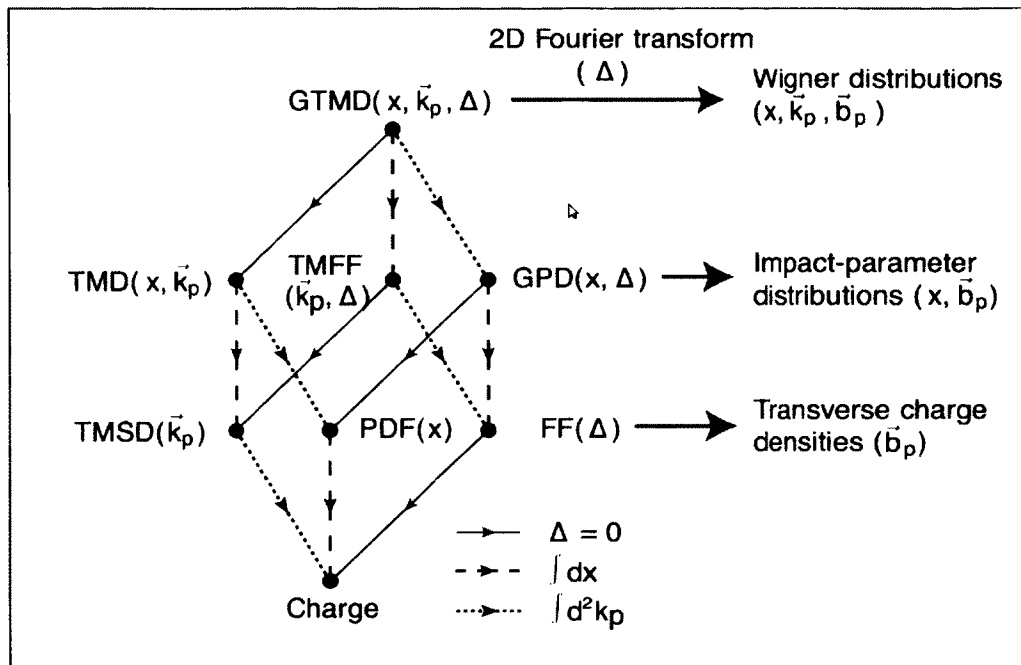 2D Fourier transform
(Δ)
GTMD(x, k⃗p, Δ)
Wigner distributions
(x, k⃗p, b⃗p)
TMD(x, k⃗p)
TMFF
(k⃗p, Δ)
GPD(x, Δ)
Impact-parameter
distributions (x, b⃗p)
TMSD(k⃗p)
PDF(x)
FF(Δ)
Transverse charge
densities (b⃗p)
Δ = 0
∫dx
∫d²kp
Charge